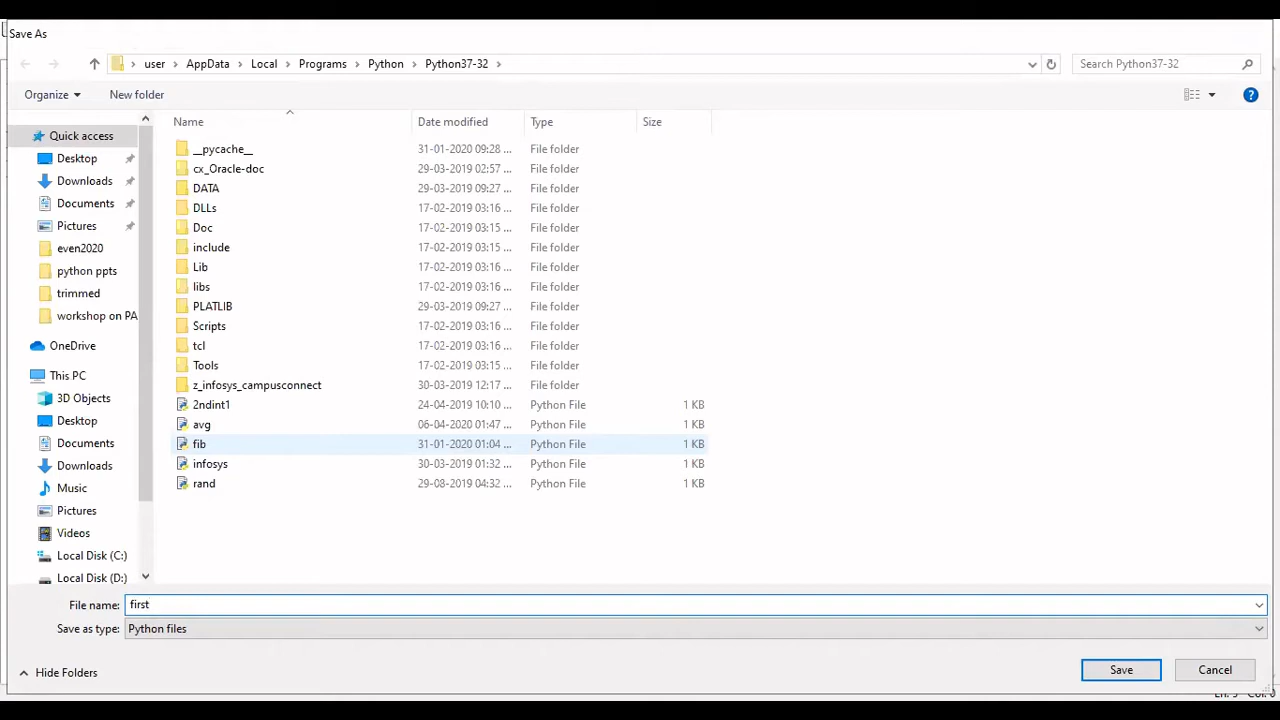 Save As
user > AppData > Local > Programs > Python > Python37-32 >
Search Python37-32
Organize
New folder
Name Date modified Type Size
Quick access
Desktop
Downloads
Documents
Pictures
even2020
python ppts
trimmed
workshop on PA
OneDrive
This PC
3D Objects
Desktop
Documents
Downloads
Music
Pictures
Videos
Local Disk (C:)
Local Disk (D:)
__pycache__ 31-01-2020 09:28 ... File folder
cx_Oracle-doc 29-03-2019 02:57 ... File folder
DATA 29-03-2019 09:27 ... File folder
DLLs 17-02-2019 03:16 ... File folder
Doc 17-02-2019 03:15 ... File folder
include 17-02-2019 03:15 ... File folder
Lib 17-02-2019 03:16 ... File folder
libs 17-02-2019 03:16 ... File folder
PLATLIB 29-03-2019 09:27 ... File folder
Scripts 17-02-2019 03:16 ... File folder
tcl 17-02-2019 03:16 ... File folder
Tools 17-02-2019 03:15 ... File folder
z_infosys_campusconnect 30-03-2019 12:17 ... File folder
2ndint1 24-04-2019 10:10 ... Python File 1 KB
avg 06-04-2020 01:47 ... Python File 1 KB
fib 31-01-2020 01:04 ... Python File 1 KB
infosys 30-03-2019 01:32 ... Python File 1 KB
rand 29-08-2019 04:32 ... Python File 1 KB
File name: first
Save as type: Python files
Hide Folders
Save
Cancel